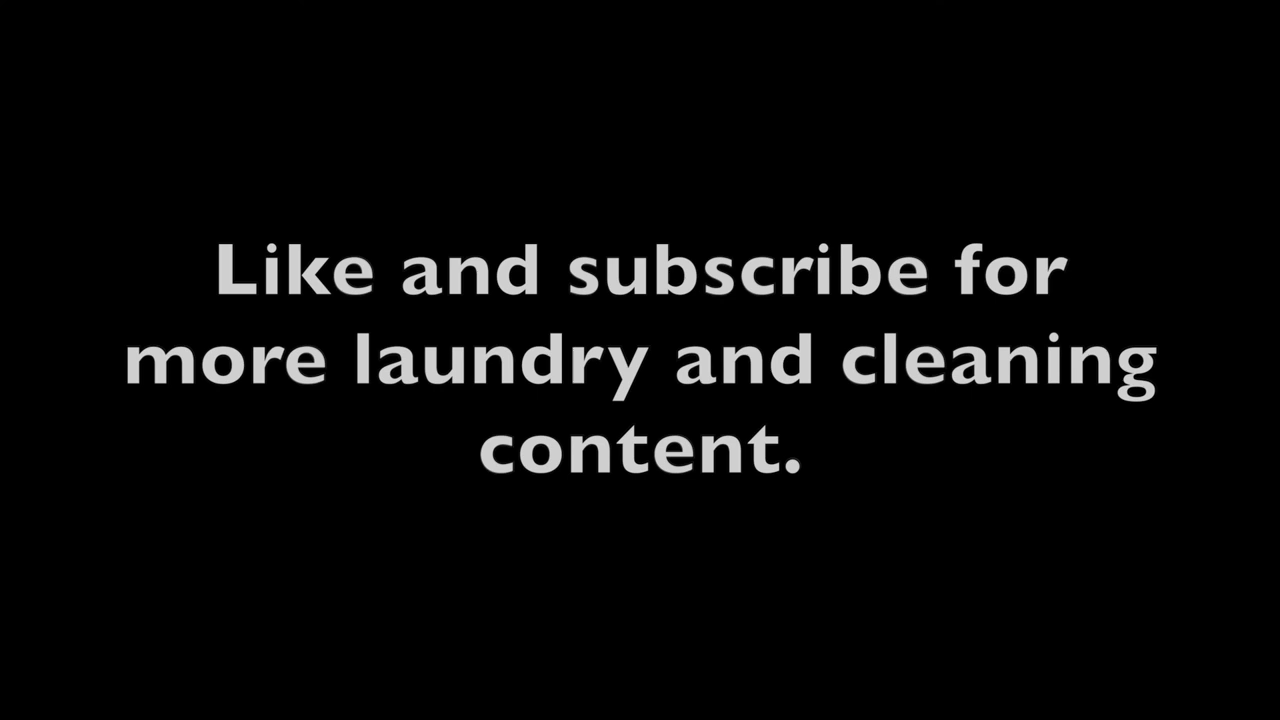 Like and subscribe for
more laundry and cleaning
content.